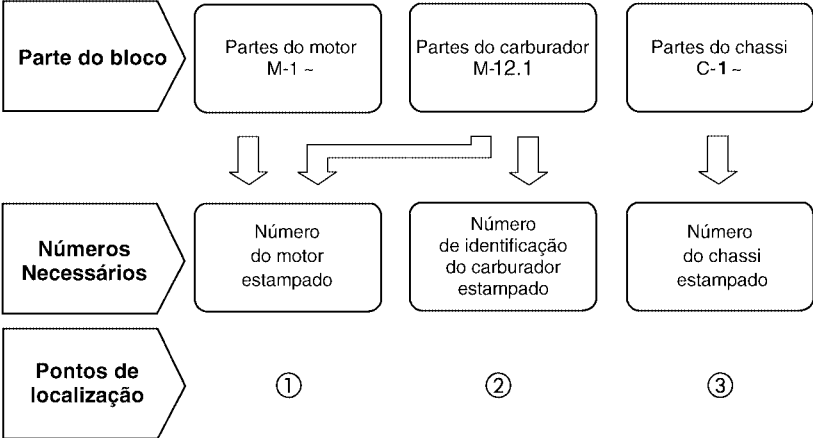 Parte do bloco
Partes do motor
M-1 ~
Partes do carburador
M-12.1
Partes do chassi
C-1 ~
Números
Necessários
Número
do motor
estampado
Número
de identificação
do carburador
estampado
Número
do chassi
estampado
Pontos de
localização
①
②
③